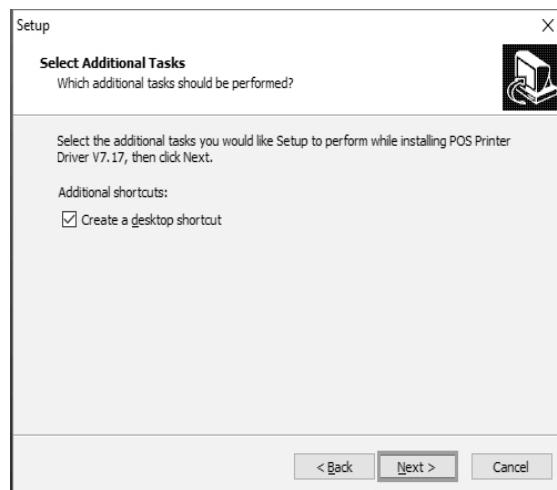 Setup
Select Additional Tasks
Which additional tasks should be performed?
Select the additional tasks you would like Setup to perform while installing POS Printer
Driver V7.17, then click Next.
Additional shortcuts:
Create a desktop shortcut
< Back Next > Cancel